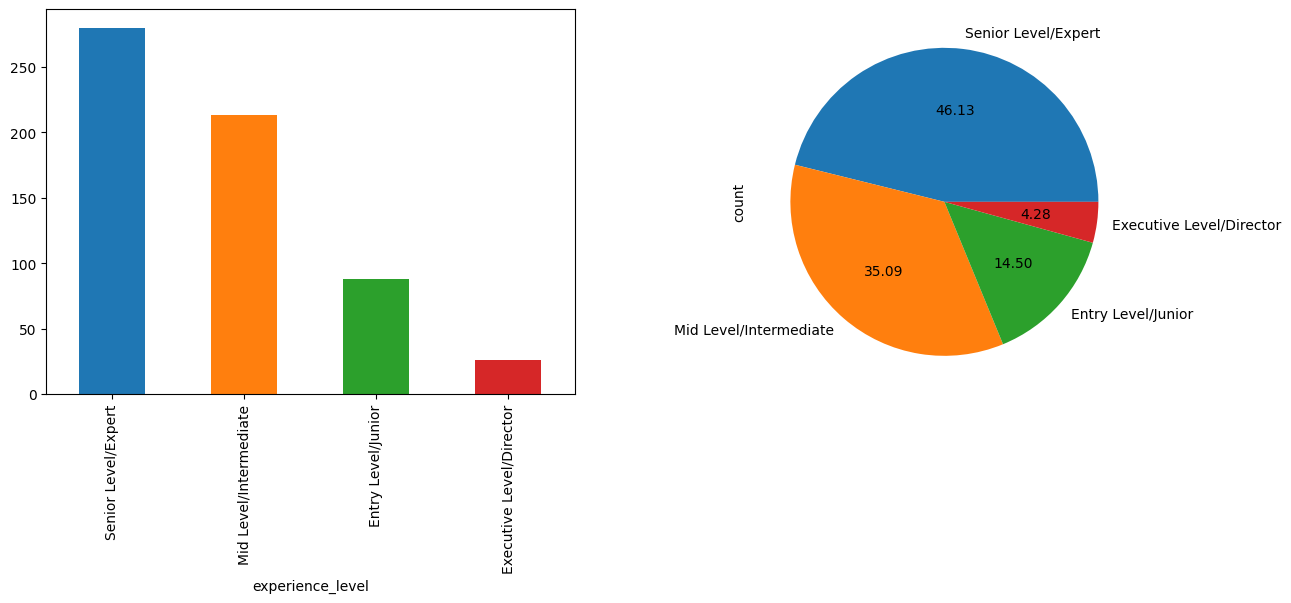 250
200
150
100
50
0
Senior Level/Expert
Mid Level/Intermediate
Entry Level/Junior
Executive Level/Director
experience_level
Senior Level/Expert
46.13
count
4.28
Executive Level/Director
35.09
14.50
Entry Level/Junior
Mid Level/Intermediate